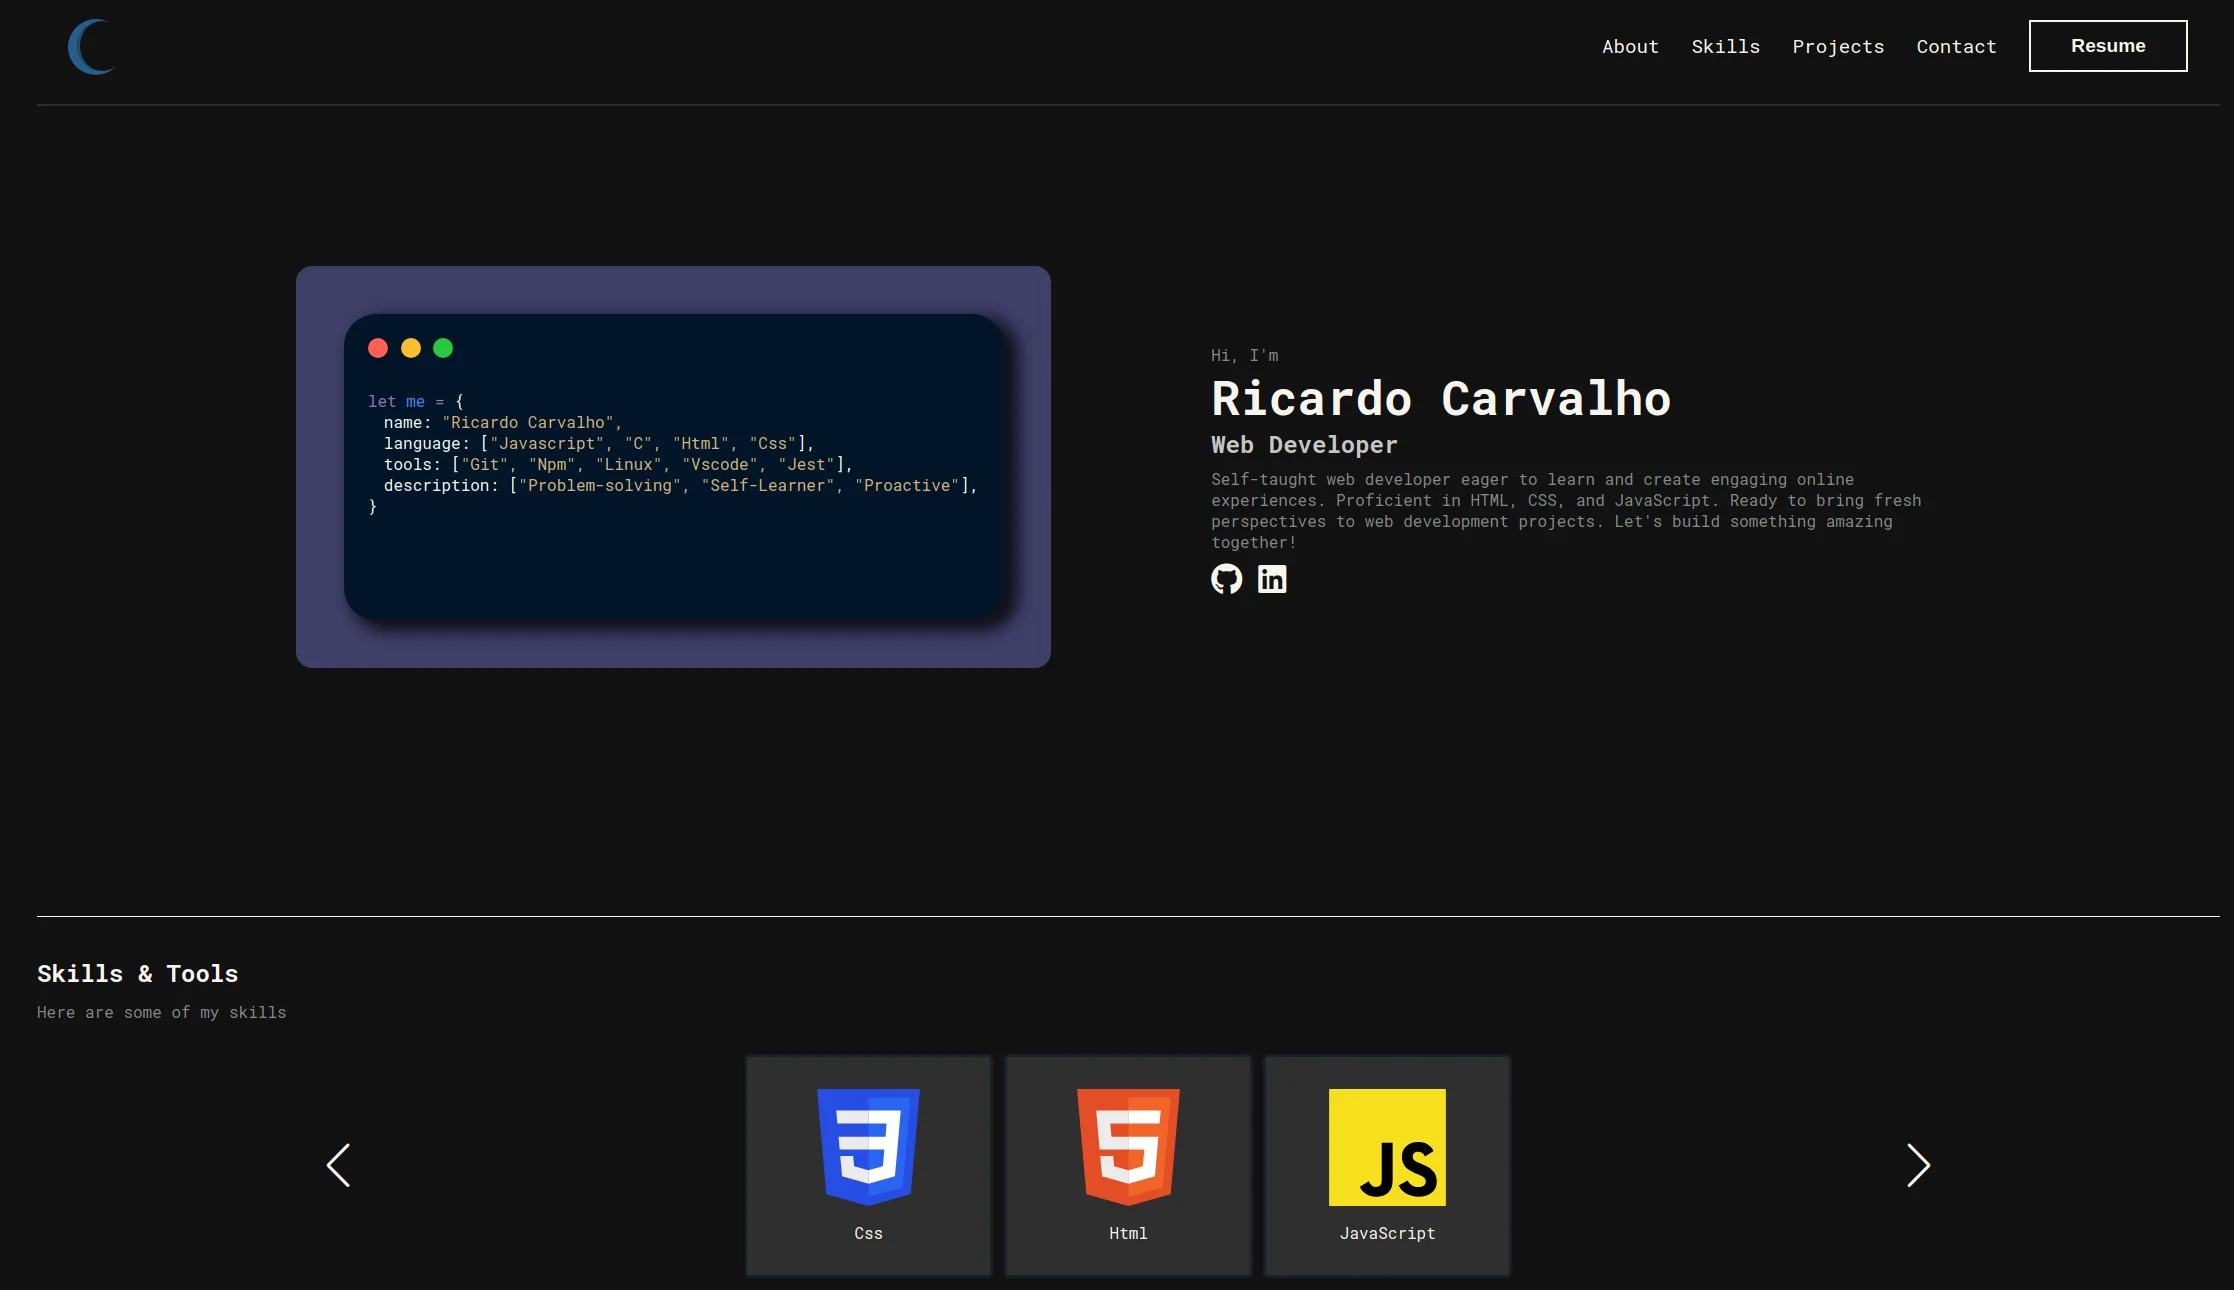 About Skills Projects Contact Resume
let me = {
name: "Ricardo Carvalho",
language: ["Javascript", "C", "Html", "Css"],
tools: ["Git", "Npm", "Linux", "Vscode", "Jest"],
description: ["Problem-solving", "Self-Learner", "Proactive"],
}
Hi, I'm
Ricardo Carvalho
Web Developer
Self-taught web developer eager to learn and create engaging online
experiences. Proficient in HTML, CSS, and JavaScript. Ready to bring fresh
perspectives to web development projects. Let's build something amazing
together!
in
Skills & Tools
Here are some of my skills
JS
Css
Html
JavaScript